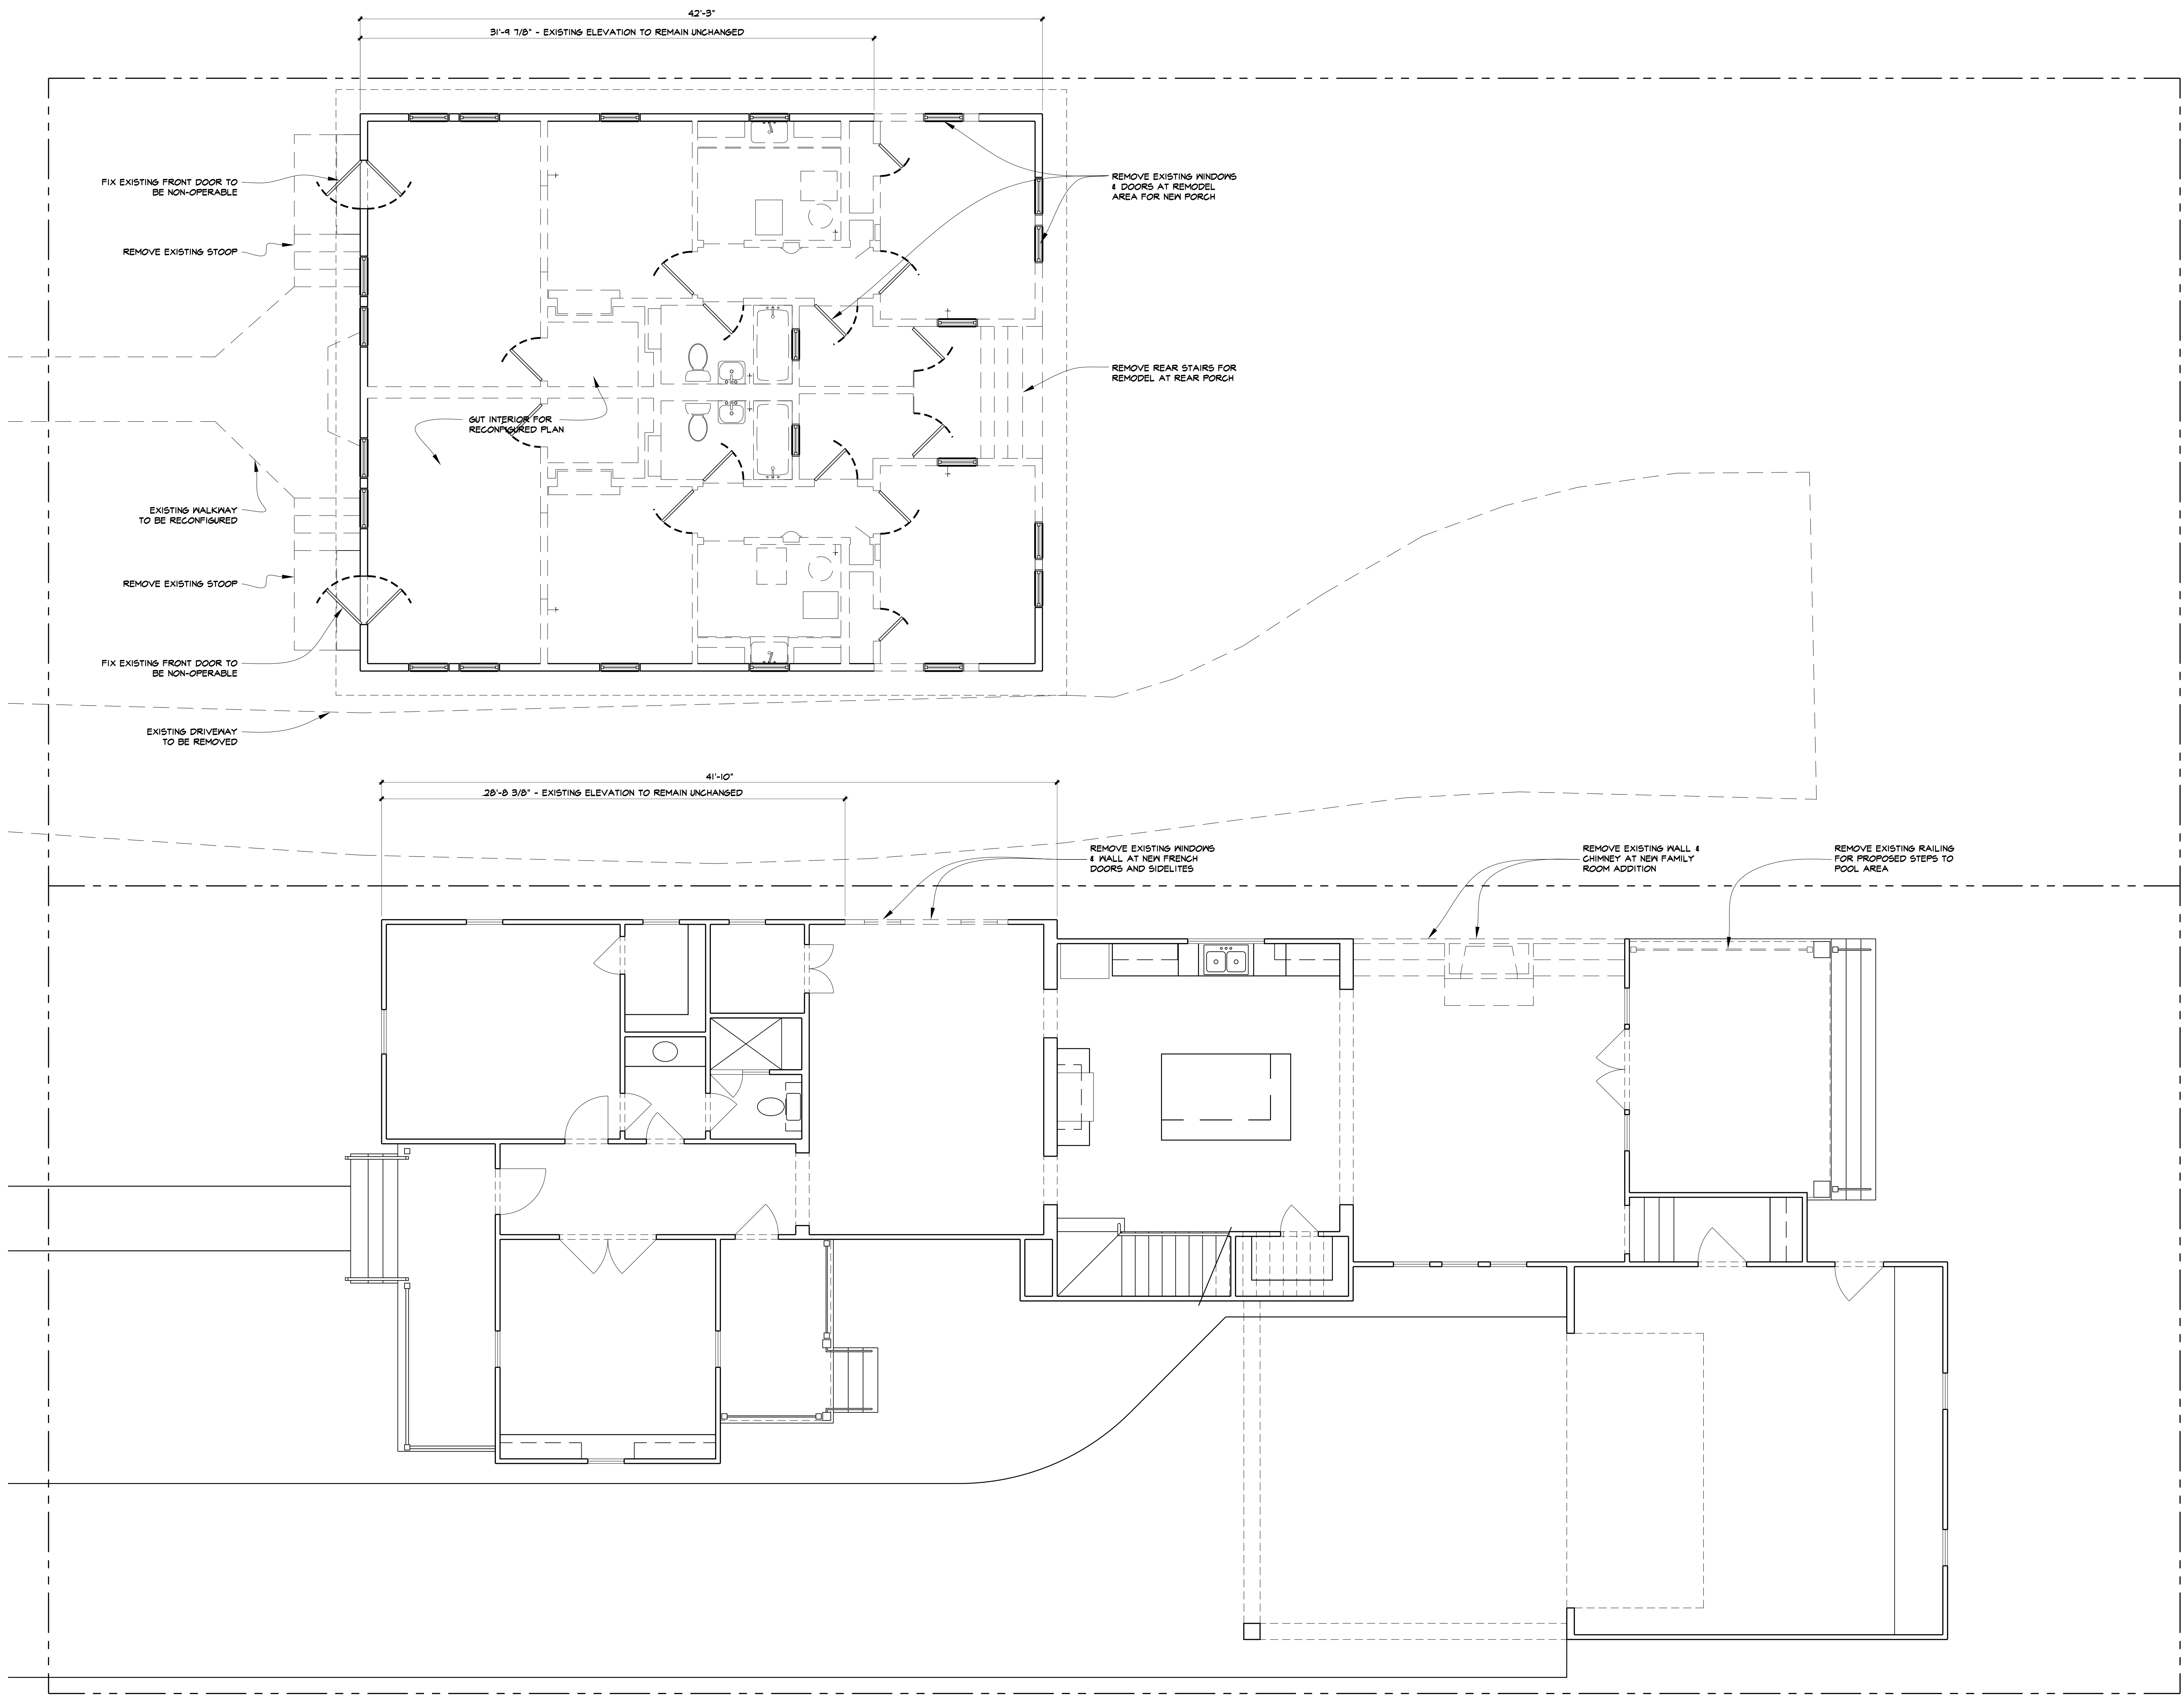 42'-3"
31'-9 7/8" - EXISTING ELEVATION TO REMAIN UNCHANGED
FIX EXISTING FRONT DOOR TO
BE NON-OPERABLE
REMOVE EXISTING WINDOWS
& DOORS AT REMODEL
AREA FOR NEW PORCH
REMOVE EXISTING STOOP
REMOVE REAR STAIRS FOR
REMODEL AT REAR PORCH
GUT INTERIOR FOR
RECONFIGURED PLAN
EXISTING WALKWAY
TO BE RECONFIGURED
REMOVE EXISTING STOOP
FIX EXISTING FRONT DOOR TO
BE NON-OPERABLE
EXISTING DRIVEWAY
TO BE REMOVED
41'-10"
28'-8 3/8" - EXISTING ELEVATION TO REMAIN UNCHANGED
REMOVE EXISTING WINDOWS
& WALL AT NEW FRENCH
DOORS AND SIDELITES
REMOVE EXISTING WALL &
CHIMNEY AT NEW FAMILY
ROOM ADDITION
REMOVE EXISTING RAILING
FOR PROPOSED STEPS TO
POOL AREA